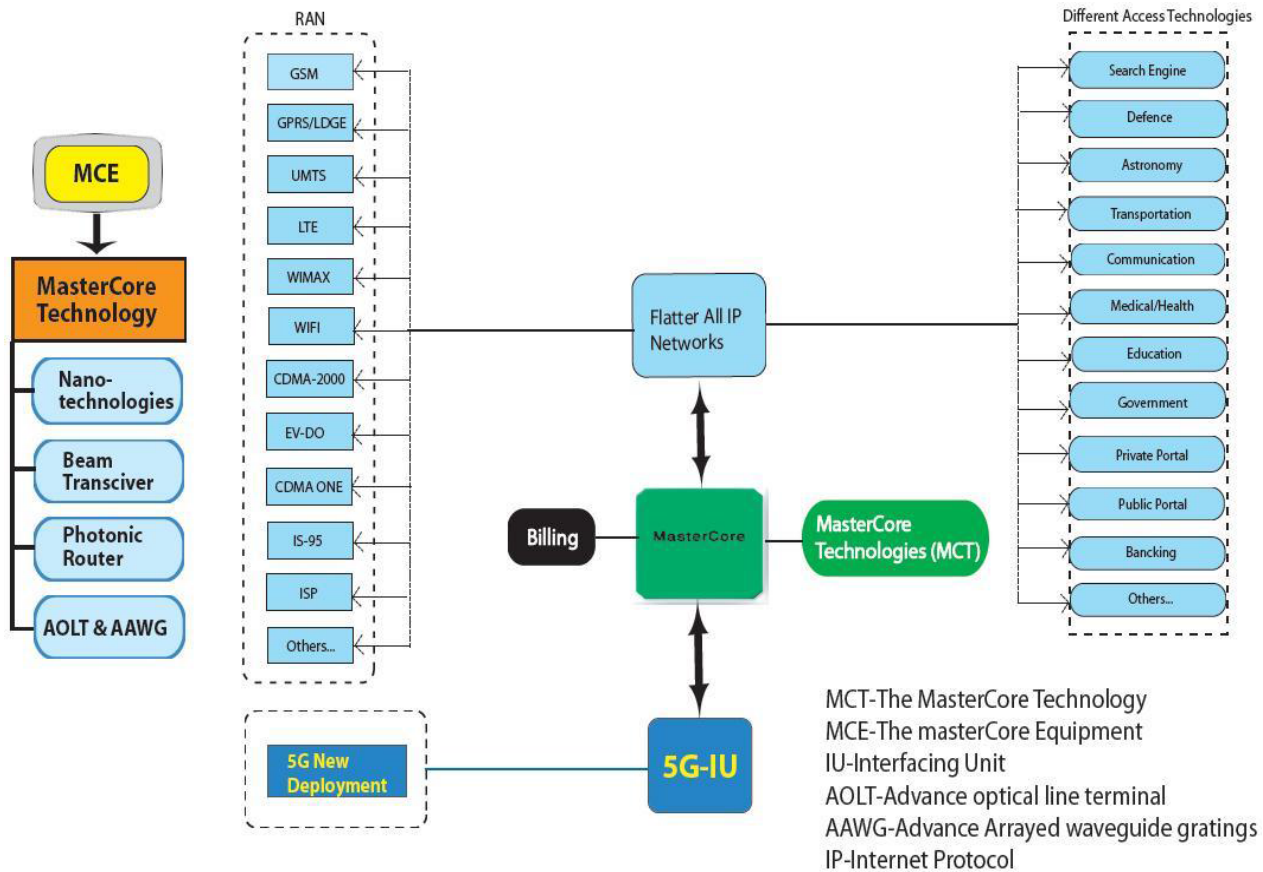 RAN
GSM
GPRS/LDGE
UMTS
LTE
WIMAX
WIFI
CDMA-2000
EV-DO
CDMA ONE
IS-95
ISP
Others...
MCE
MasterCore
Technology
Nano-
technologies
Beam
Transciver
Photonic
Router
AOLT & AAWG
Flatter All IP
Networks
Billing
MasterCore
MasterCore
Technologies (MCT)
5G-IU
5G New
Deployment
Different Access Technologies
Search Engine
Defence
Astronomy
Transportation
Communication
Medical/Health
Education
Government
Private Portal
Public Portal
Bancking
Others...
MCT-The MasterCore Technology
MCE-The masterCore Equipment
IU-Interfacing Unit
AOLT-Advance optical line terminal
AAWG-Advance Arrayed waveguide gratings
IP-Internet Protocol